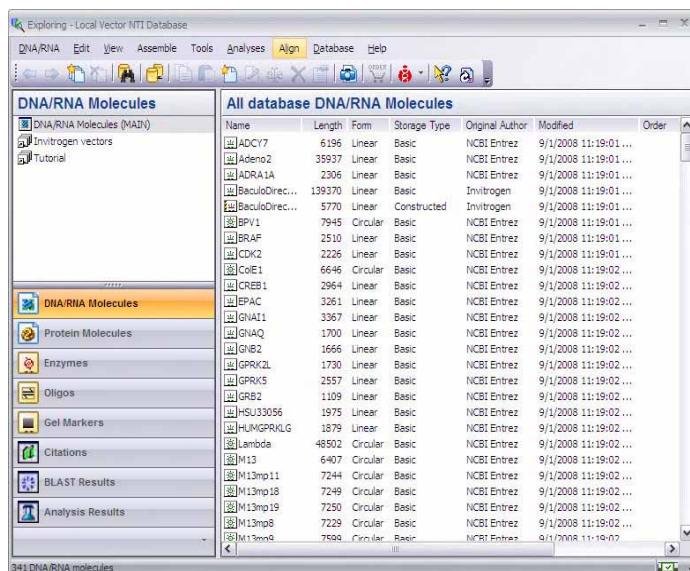 Exploring - Local Vector NTI Database
DNA/RNA Edit View Assemble Tools Analyses Align Database Help
ORDER
DNA/RNA Molecules
DNA/RNA Molecules (MAIN)
Invitrogen vectors
Tutorial
DNA/RNA Molecules
Protein Molecules
Enzymes
Oligos
Gel Markers
Citations
BLAST Results
Analysis Results
All database DNA/RNA Molecules
Name Length Form Storage Type Original Author Modified Order
ADCY7 6196 Linear Basic NCBI Entrez 9/1/2008 11:19:01 ...
Adeno2 35937 Linear Basic NCBI Entrez 9/1/2008 11:19:01 ...
ADRA1A 2306 Linear Basic NCBI Entrez 9/1/2008 11:19:01 ...
BaculoDirec... 139370 Linear Basic Invitrogen 9/1/2008 11:19:01 ...
BaculoDirec... 5770 Linear Constructed Invitrogen 9/1/2008 11:19:01 ...
BPV1 7945 Circular Basic NCBI Entrez 9/1/2008 11:19:01 ...
BRAF 2510 Linear Basic NCBI Entrez 9/1/2008 11:19:01 ...
CDK2 2226 Linear Basic NCBI Entrez 9/1/2008 11:19:01 ...
ColE1 6646 Circular Basic NCBI Entrez 9/1/2008 11:19:02 ...
CREB1 2964 Linear Basic NCBI Entrez 9/1/2008 11:19:02 ...
EPAC 3261 Linear Basic NCBI Entrez 9/1/2008 11:19:02 ...
GNAI1 3367 Linear Basic NCBI Entrez 9/1/2008 11:19:02 ...
GNAQ 1700 Linear Basic NCBI Entrez 9/1/2008 11:19:02 ...
GNB2 1666 Linear Basic NCBI Entrez 9/1/2008 11:19:02 ...
GPRK2L 1730 Linear Basic NCBI Entrez 9/1/2008 11:19:02 ...
GPRK5 2557 Linear Basic NCBI Entrez 9/1/2008 11:19:02 ...
GRB2 1109 Linear Basic NCBI Entrez 9/1/2008 11:19:02 ...
HSU33056 1975 Linear Basic NCBI Entrez 9/1/2008 11:19:02 ...
HUMGPRKLG 1879 Linear Basic NCBI Entrez 9/1/2008 11:19:02 ...
Lambda 48502 Circular Basic NCBI Entrez 9/1/2008 11:19:02 ...
M13 6407 Circular Basic NCBI Entrez 9/1/2008 11:19:02 ...
M13mp11 7244 Circular Basic NCBI Entrez 9/1/2008 11:19:02 ...
M13mp18 7249 Circular Basic NCBI Entrez 9/1/2008 11:19:02 ...
M13mp19 7250 Circular Basic NCBI Entrez 9/1/2008 11:19:02 ...
M13mp8 7229 Circular Basic NCBI Entrez 9/1/2008 11:19:02 ...
M13mp9 7599 Circular Basic NCBI Entrez 9/1/2008 11:19:02
341 DNA/RNA molecules